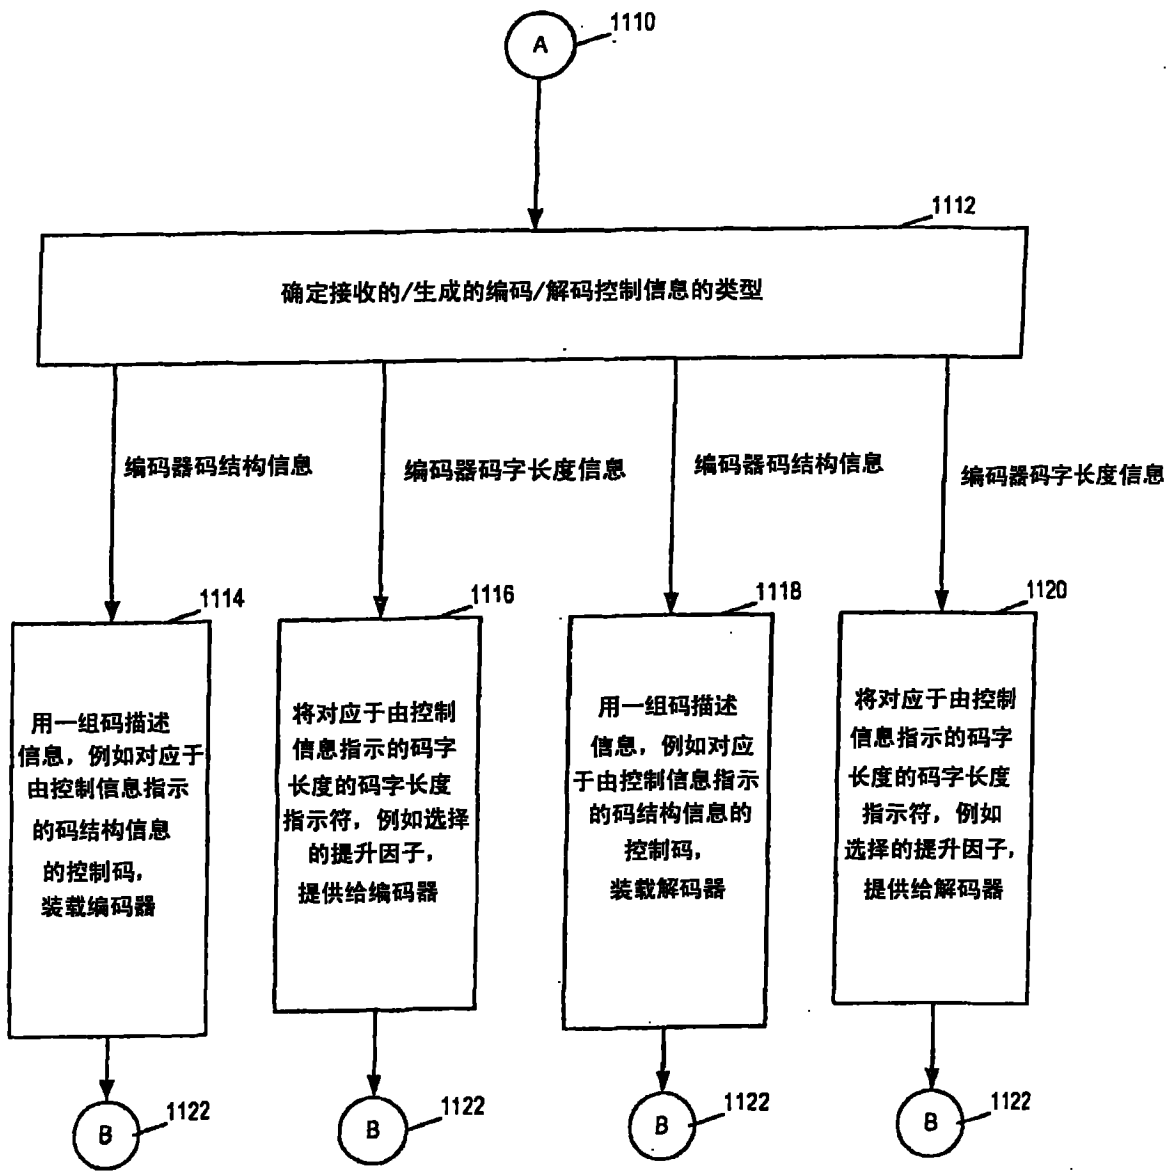 A
1110
1112
确定接收的/生成的编码/解码控制信息的类型
编码器码结构信息
编码器码字长度信息
编码器码结构信息
编码器码字长度信息
1114
用一组码描述
信息，例如对应于
由控制信息指示
的码结构信息
的控制码，
装载编码器
1116
将对应于由控制
信息指示的码字
长度的码字长度
指示符，例如选择
的提升因子，
提供给编码器
1118
用一组码描述
信息，例如对应
于由控制信息指示
的码结构信息的
控制码，
装载解码器
1120
将对应于由控制
信息指示的码字
长度的码字长度
指示符，例如
选择的提升因子，
提供给解码器
B
1122
B
1122
B
1122
B
1122